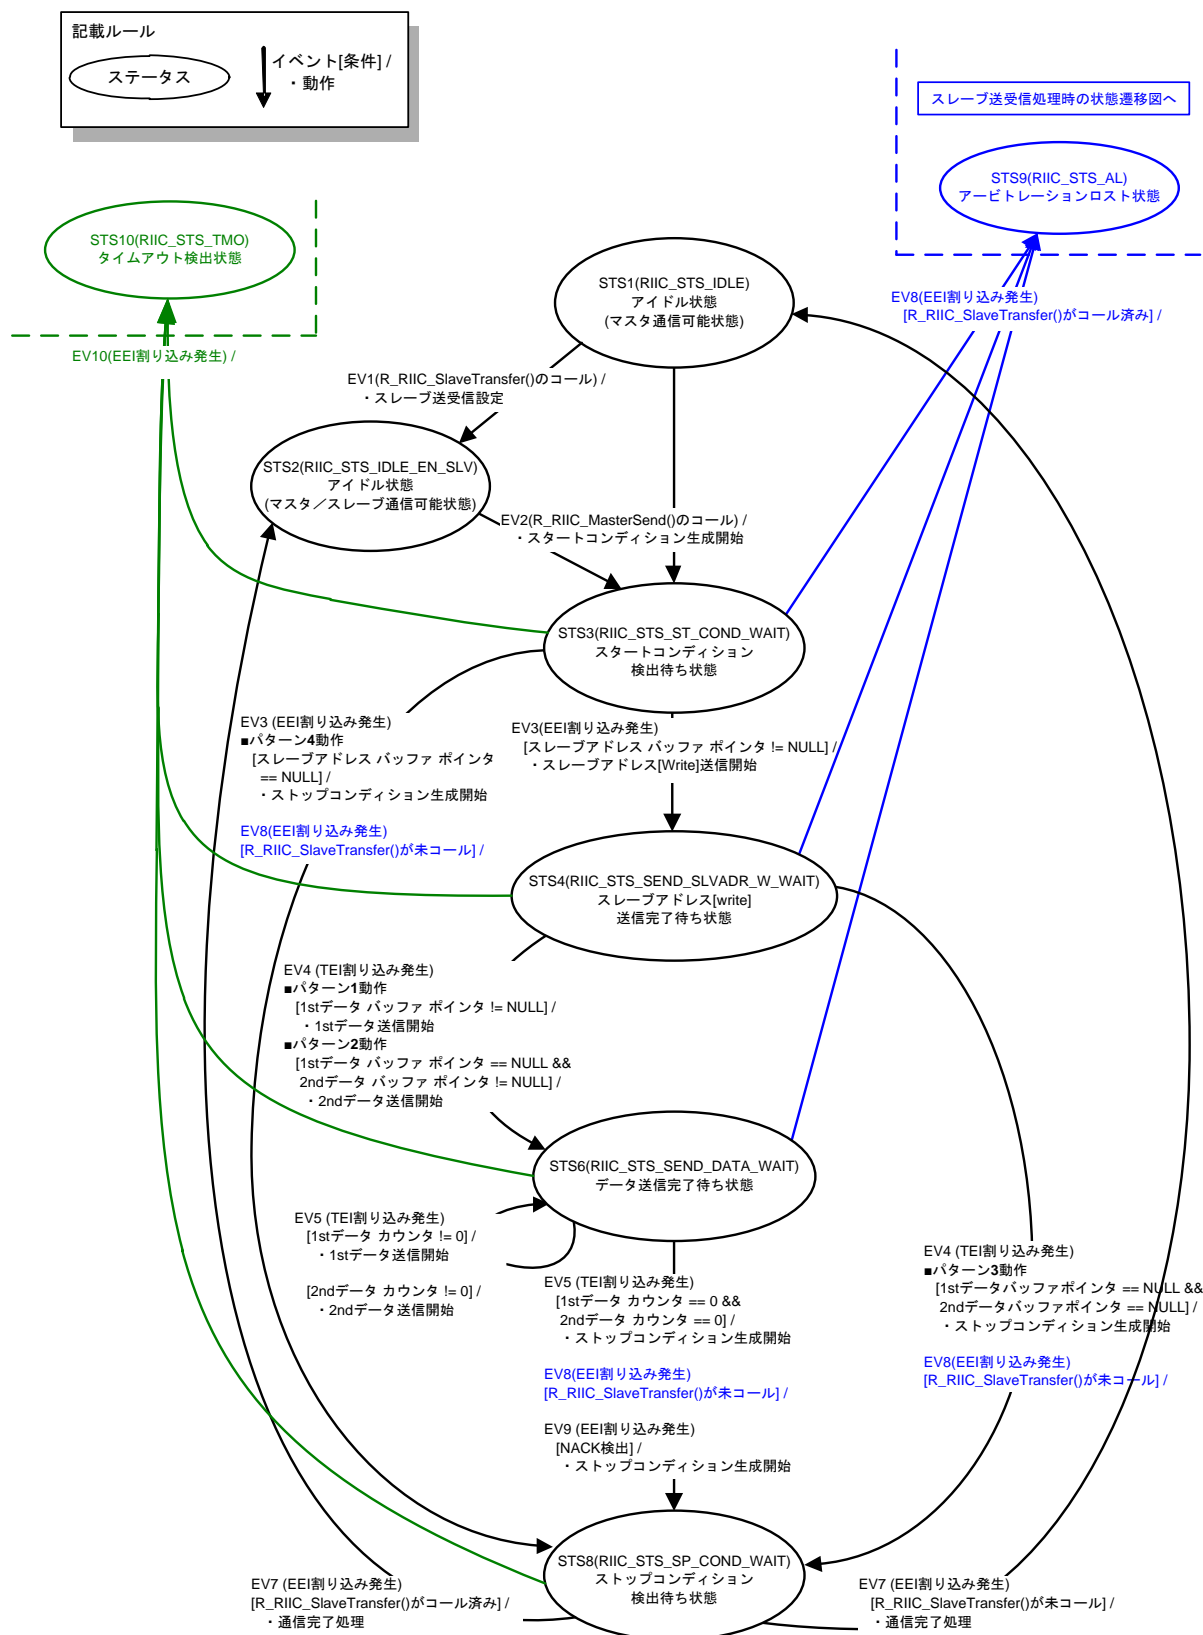 記載ルール
ステータス
イベント[条件] /
・動作
スレーブ送受信処理時の状態遷移図へ
STS9(RIIC_STS_AL)
アービトレーションロスト状態
STS10(RIIC_STS_TMO)
タイムアウト検出状態
STS1(RIIC_STS_IDLE)
アイドル状態
(マスタ通信可能状態)
EV8(EEI割り込み発生)
[R_RIIC_SlaveTransfer()がコール済み] /
EV10(EEI割り込み発生) /
EV1(R_RIIC_SlaveTransfer()のコール) /
・スレーブ送受信設定
STS2(RIIC_STS_IDLE_EN_SLV)
アイドル状態
(マスタ／スレーブ通信可能状態)
EV2(R_RIIC_MasterSend()のコール) /
・スタートコンディション生成開始
STS3(RIIC_STS_ST_COND_WAIT)
スタートコンディション
検出待ち状態
EV3 (EEI割り込み発生)
■パターン4動作
[スレーブアドレス バッファ ポインタ
== NULL] /
・ストップコンディション生成開始
EV8(EEI割り込み発生)
[R_RIIC_SlaveTransfer()が未コール] /
EV3(EEI割り込み発生)
[スレーブアドレス バッファ ポインタ != NULL] /
・スレーブアドレス[Write]送信開始
STS4(RIIC_STS_SEND_SLVADR_W_WAIT)
スレーブアドレス[write]
送信完了待ち状態
EV4 (TEI割り込み発生)
■パターン1動作
[1stデータ バッファ ポインタ != NULL] /
・1stデータ送信開始
■パターン2動作
[1stデータ バッファ ポインタ == NULL &&
2ndデータ バッファ ポインタ != NULL] /
・2ndデータ送信開始
STS6(RIIC_STS_SEND_DATA_WAIT)
データ送信完了待ち状態
EV5 (TEI割り込み発生)
[1stデータ カウンタ != 0] /
・1stデータ送信開始
[2ndデータ カウンタ != 0] /
・2ndデータ送信開始
EV5 (TEI割り込み発生)
[1stデータ カウンタ == 0 &&
2ndデータ カウンタ == 0] /
・ストップコンディション生成開始
EV8(EEI割り込み発生)
[R_RIIC_SlaveTransfer()が未コール] /
EV9 (EEI割り込み発生)
[NACK検出] /
・ストップコンディション生成開始
EV4 (TEI割り込み発生)
■パターン3動作
[1stデータバッファポインタ == NULL &&
2ndデータバッファポインタ == NULL] /
・ストップコンディション生成開始
EV8(EEI割り込み発生)
[R_RIIC_SlaveTransfer()が未コール] /
STS8(RIIC_STS_SP_COND_WAIT)
ストップコンディション
検出待ち状態
EV7 (EEI割り込み発生)
[R_RIIC_SlaveTransfer()がコール済み] /
・通信完了処理
EV7 (EEI割り込み発生)
[R_RIIC_SlaveTransfer()が未コール] /
・通信完了処理